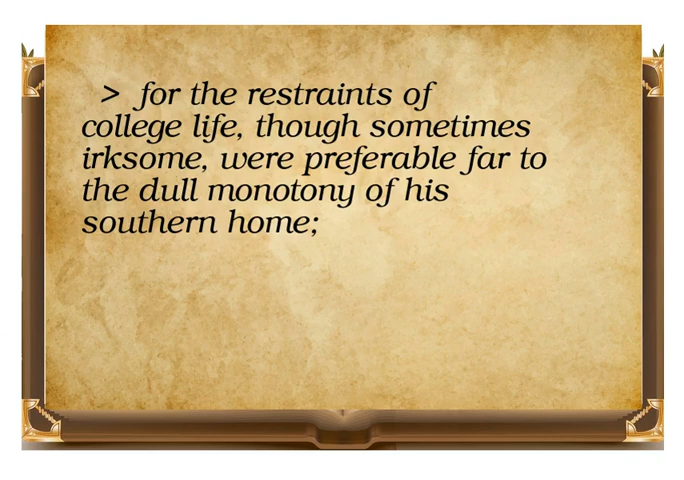 > for the restraints of
college life, though sometimes
irksome, were preferable far to
the dull monotony of his
southern home;